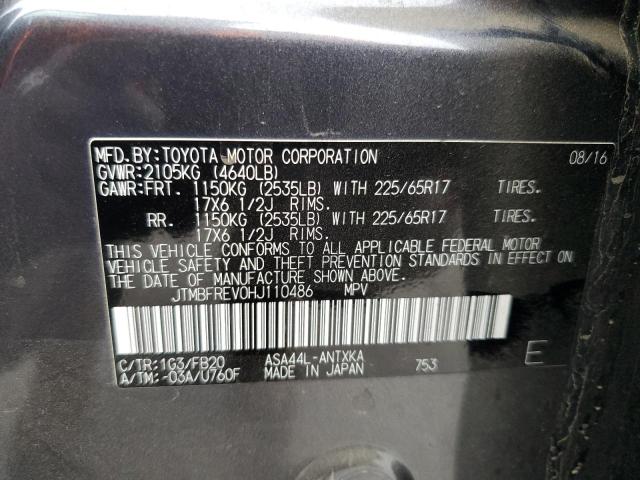 MFD.BY:TOYOTA MOTOR CORPORATION 08/16
GVWR:2105KG (4640LB)
GAWR:FRT. 1150KG (2535LB) WITH 225/65R17 TIRES.
17X6 1/2J RIMS.
RR. 1150KG (2535LB) WITH 225/65R17 TIRES.
17X6 1/2J RIMS.
THIS VEHICLE CONFORMS TO ALL APPLICABLE FEDERAL MOTOR
VEHICLE SAFETY AND THEFT PREVENTION STANDARDS IN EFFECT ON
THE DATE OF MANUFACTURE SHOWN ABOVE.
JTMBFREV0HJ110486 MPV
C/TR:1G3/FB20 ASA44L-ANTXKA
A/TM:-03A/U760F MADE IN JAPAN 753 E